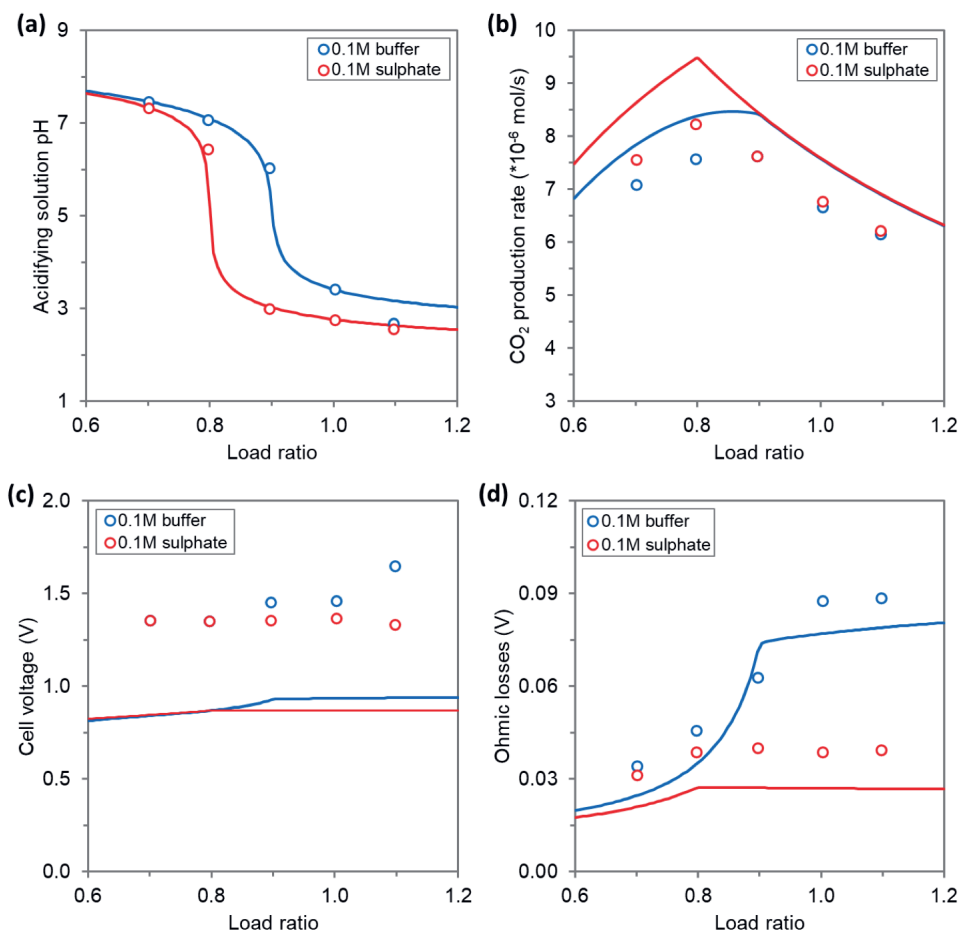 (a)
9
7
5
3
1
Acidifying solution pH
0.1M buffer
0.1M sulphate
0.6
0.8
1.0
1.2
Load ratio
(b)
10
9
8
7
6
5
4
3
CO₂ production rate (*10⁻⁶ mol/s)
0.1M buffer
0.1M sulphate
0.6
0.8
1.0
1.2
Load ratio
(c)
2.0
1.5
1.0
0.5
0.0
Cell voltage (V)
0.1M buffer
0.1M sulphate
0.6
0.8
1.0
1.2
Load ratio
(d)
0.12
0.09
0.06
0.03
0.00
Ohmic losses (V)
0.1M buffer
0.1M sulphate
0.6
0.8
1.0
1.2
Load ratio